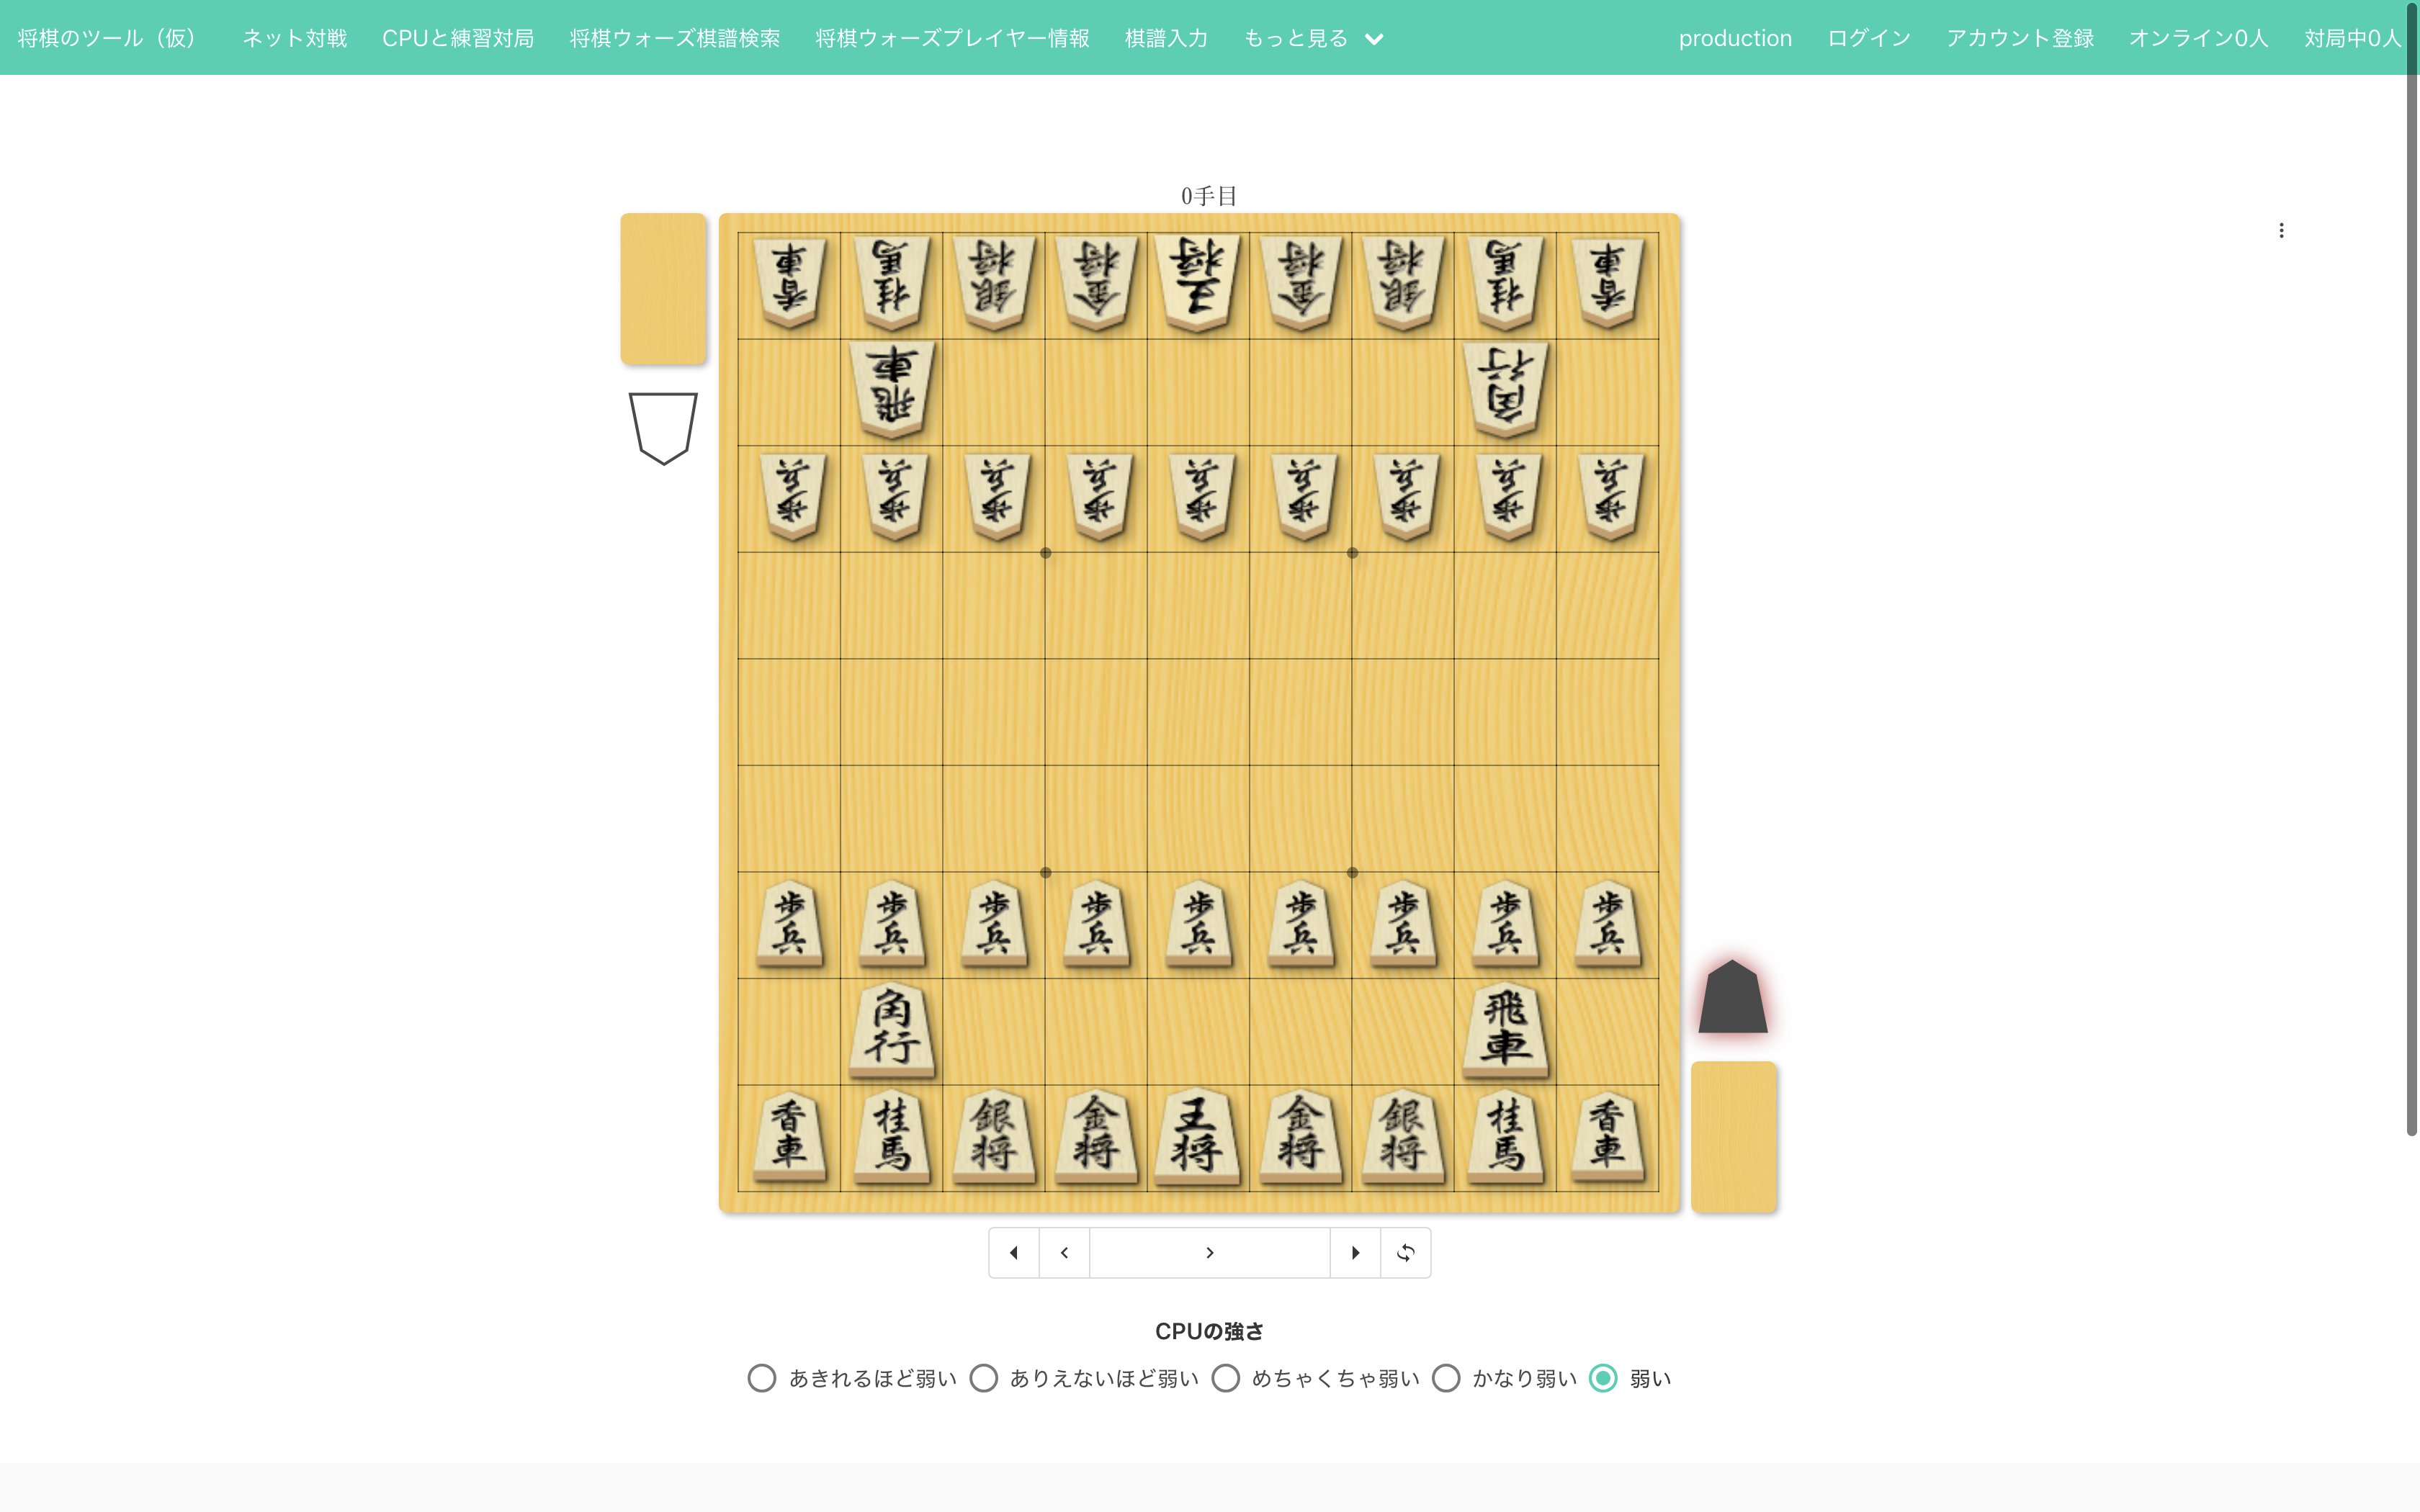 将棋のツール（仮） ネット対戦 CPUと練習対局 将棋ウォーズ棋譜検索 将棋ウォーズプレイヤー情報 棋譜入力 もっと見る production ログイン アカウント登録 オンライン0人 対局中0人
0手目
香車 桂馬 銀将 金将 王将 金将 銀将 桂馬 香車
飛車 角行
歩兵 歩兵 歩兵 歩兵 歩兵 歩兵 歩兵 歩兵 歩兵
歩兵 歩兵 歩兵 歩兵 歩兵 歩兵 歩兵 歩兵 歩兵
角行 飛車
香車 桂馬 銀将 金将 王将 金将 銀将 桂馬 香車
CPUの強さ
あきれるほど弱い ありえないほど弱い めちゃくちゃ弱い かなり弱い 弱い